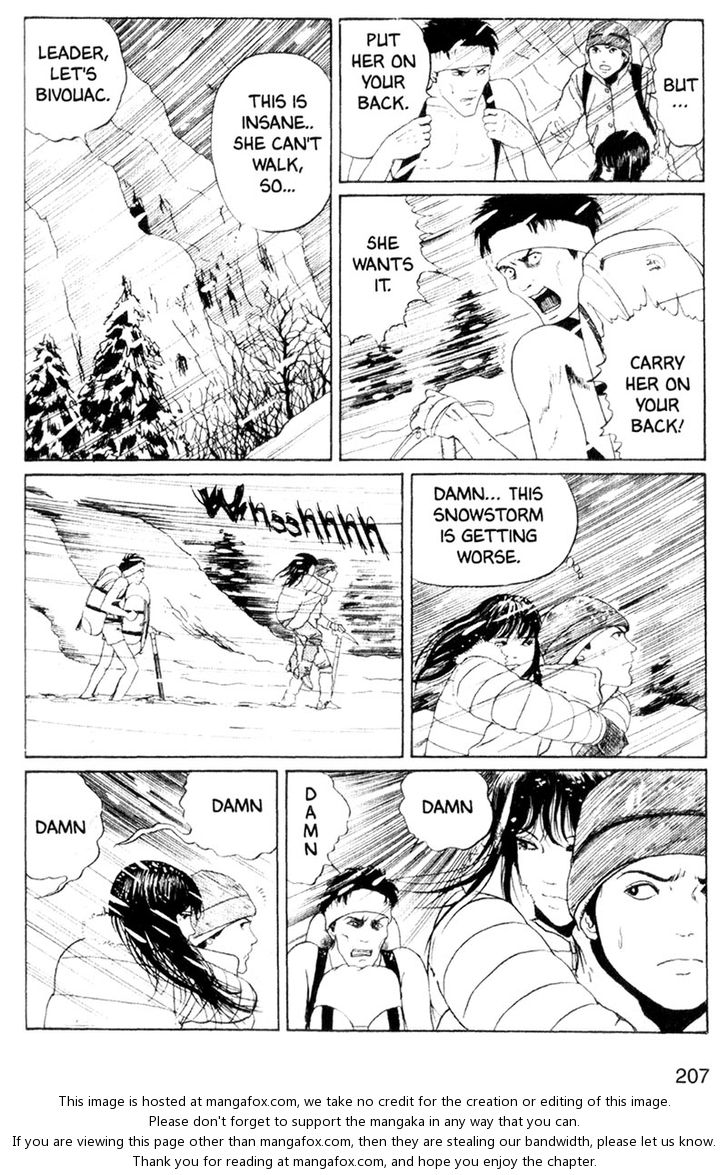 LEADER,
LET'S
BIVOUAC.
THIS IS
INSANE..
SHE CAN'T
WALK,
SO...
PUT
HER ON
YOUR
BACK.
BUT
...
SHE
WANTS
IT.
CARRY
HER ON
YOUR
BACK!
Whsshhhh
DAMN... THIS
SNOWSTORM
IS GETTING
WORSE.
DAMN
DAMN
DAMN
DAMN
207
This image is hosted at mangafox.com, we take no credit for the creation or editing of this image.
Please don't forget to support the mangaka in any way that you can.
If you are viewing this page other than mangafox.com, then they are stealing our bandwidth, please let us know.
Thank you for reading at mangafox.com, and hope you enjoy the chapter.